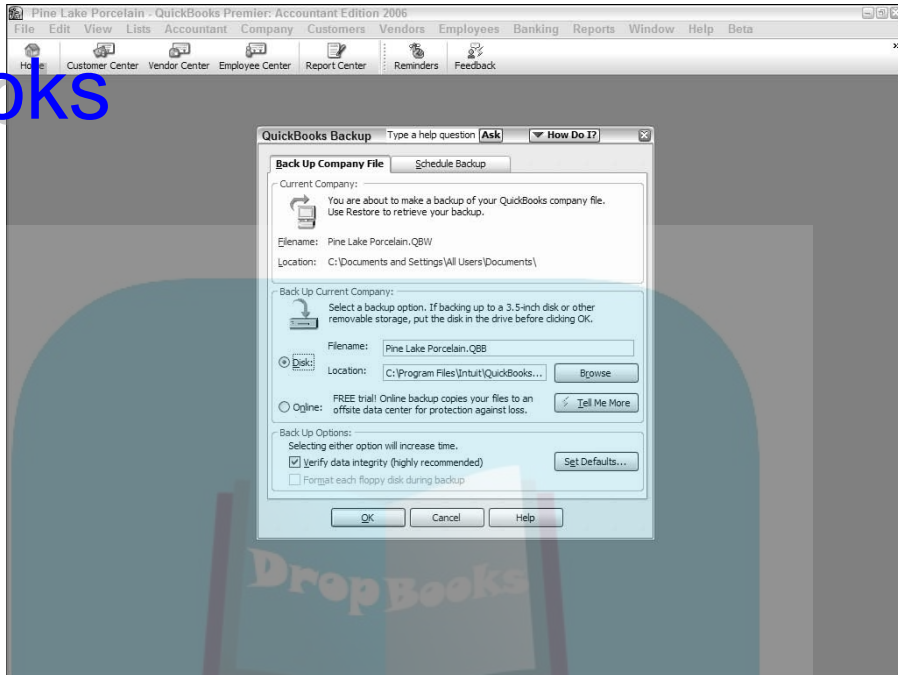 Pine Lake Porcelain - QuickBooks Premier: Accountant Edition 2006
File Edit View Lists Accountant Company Customers Vendors Employees Banking Reports Window Help Beta
Home Customer Center Vendor Center Employee Center Report Center Reminders Feedback
oks
QuickBooks Backup Type a help question Ask How Do I?
Back Up Company File Schedule Backup
Current Company:
You are about to make a backup of your QuickBooks company file.
Use Restore to retrieve your backup.
Filename: Pine Lake Porcelain.QBW
Location: C:\Documents and Settings\All Users\Documents\
Back Up Current Company:
Select a backup option. If backing up to a 3.5-inch disk or other
removable storage, put the disk in the drive before clicking OK.
Filename: Pine Lake Porcelain.QBB
Disk:
Location: C:\Program Files\Intuit\QuickBooks... Browse
FREE trial! Online backup copies your files to an
Online: offsite data center for protection against loss. Tell Me More
Back Up Options:
Selecting either option will increase time.
Verify data integrity (highly recommended) Set Defaults...
Format each floppy disk during backup
OK Cancel Help
DropBooks